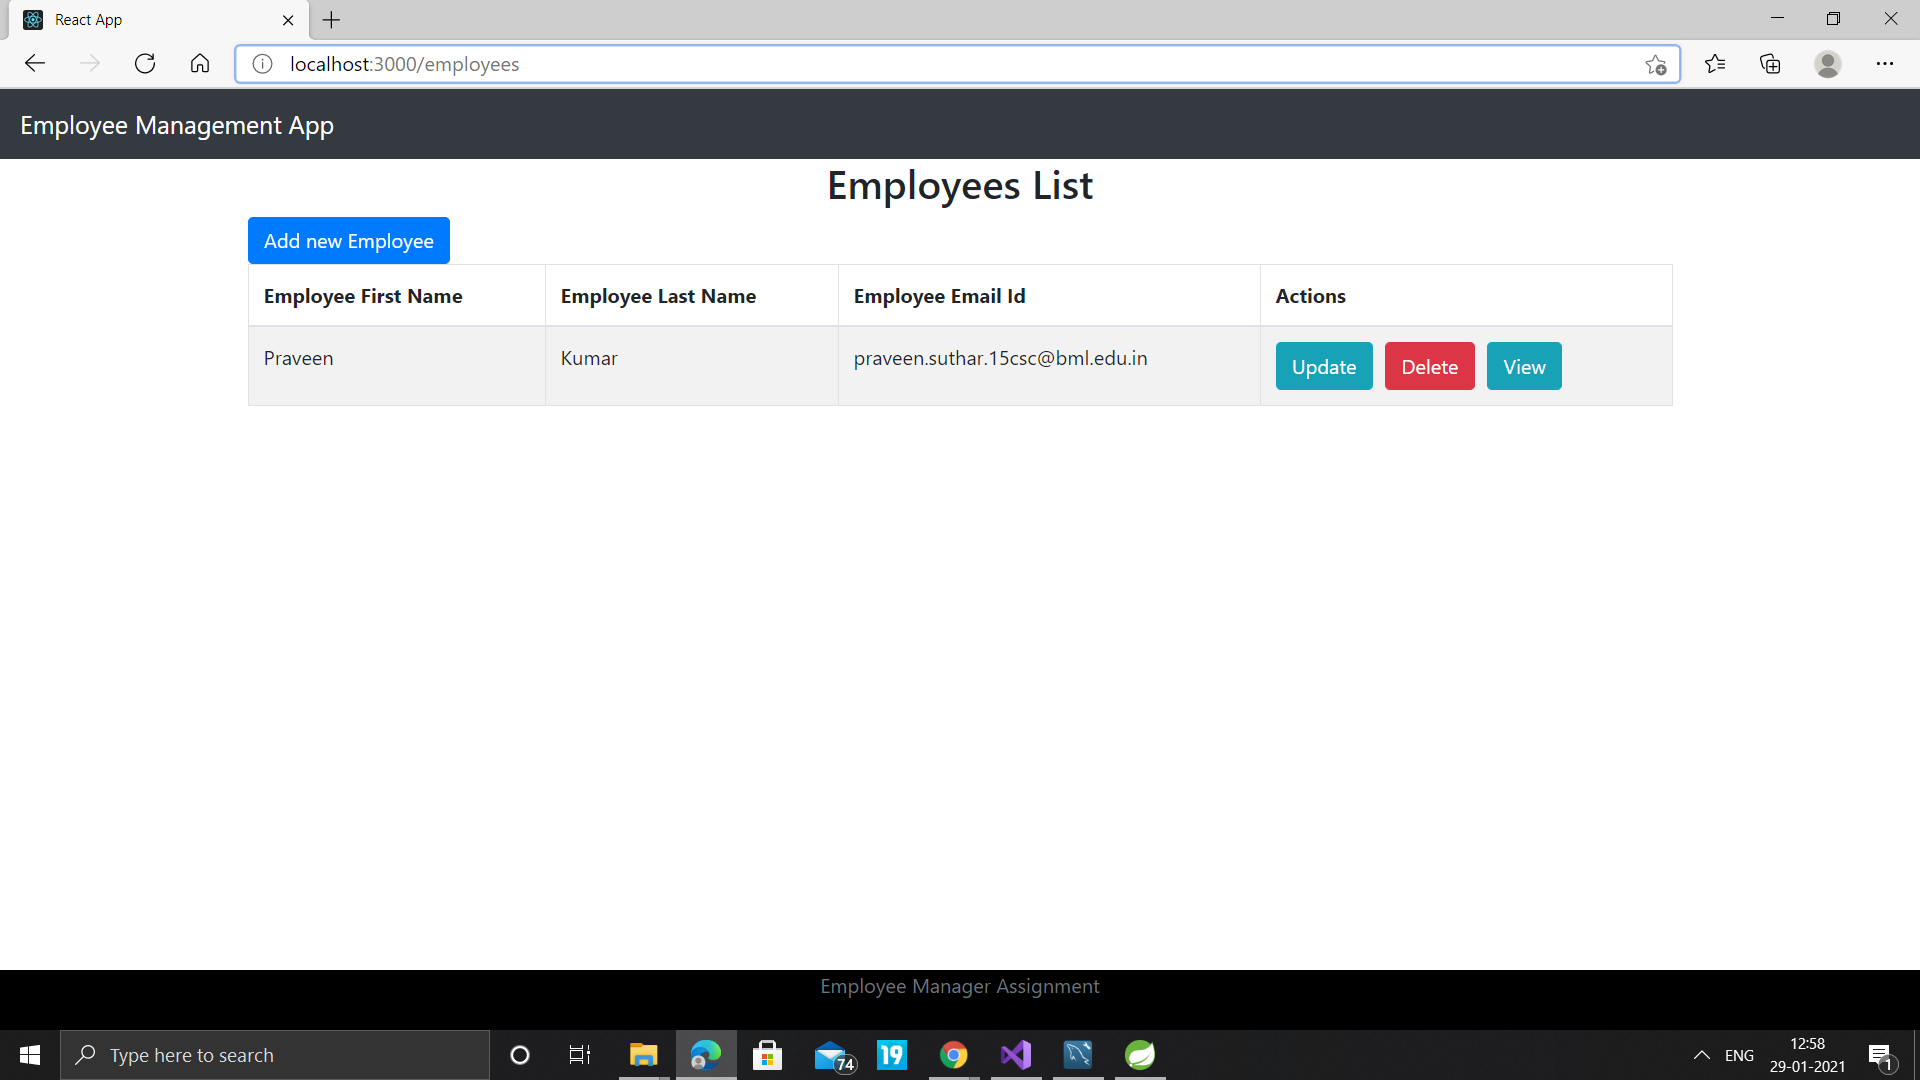 React App
localhost:3000/employees
Employee Management App
Employees List
Add new Employee
Employee First Name Employee Last Name Employee Email Id Actions
Praveen Kumar praveen.suthar.15csc@bml.edu.in Update Delete View
Employee Manager Assignment
Type here to search 74 19 ENG 12:58
29-01-2021 1